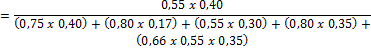 = 0,55 x 0,40
(0,75 x 0,40) + (0,80 x 0,17) + (0,55 x 0,30) + (0,80 x 0,35) +
(0,66 x 0,55 x 0,35)